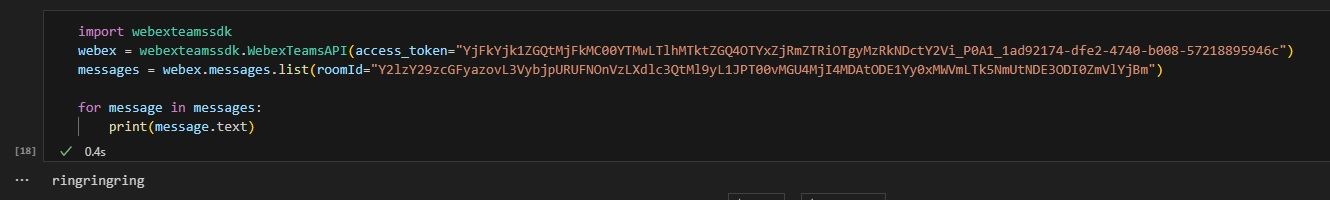 import webexteamssdk
webex = webexteamssdk.WebexTeamsAPI(access_token="YjFkYjk1ZGQtMjFkMC00YTMwLTlhMTktZGQ4OTYxZjRmZTRiOTgyMzRkNDctY2Vi_P0A1_1ad92174-dfe2-4740-b008-57218895946c")
messages = webex.messages.list(roomId="Y2lzY29zcGFyazovL3VybjpURUFNOnVzLXdlc3QtMl9yL1JPT00vMGU4MjI4MDAtODE1Yy0xMWVmLTk5NmUtNDE3ODI0ZmVlYjBm")
for message in messages:
    print(message.text)
[18]
0.4s
... ringringring